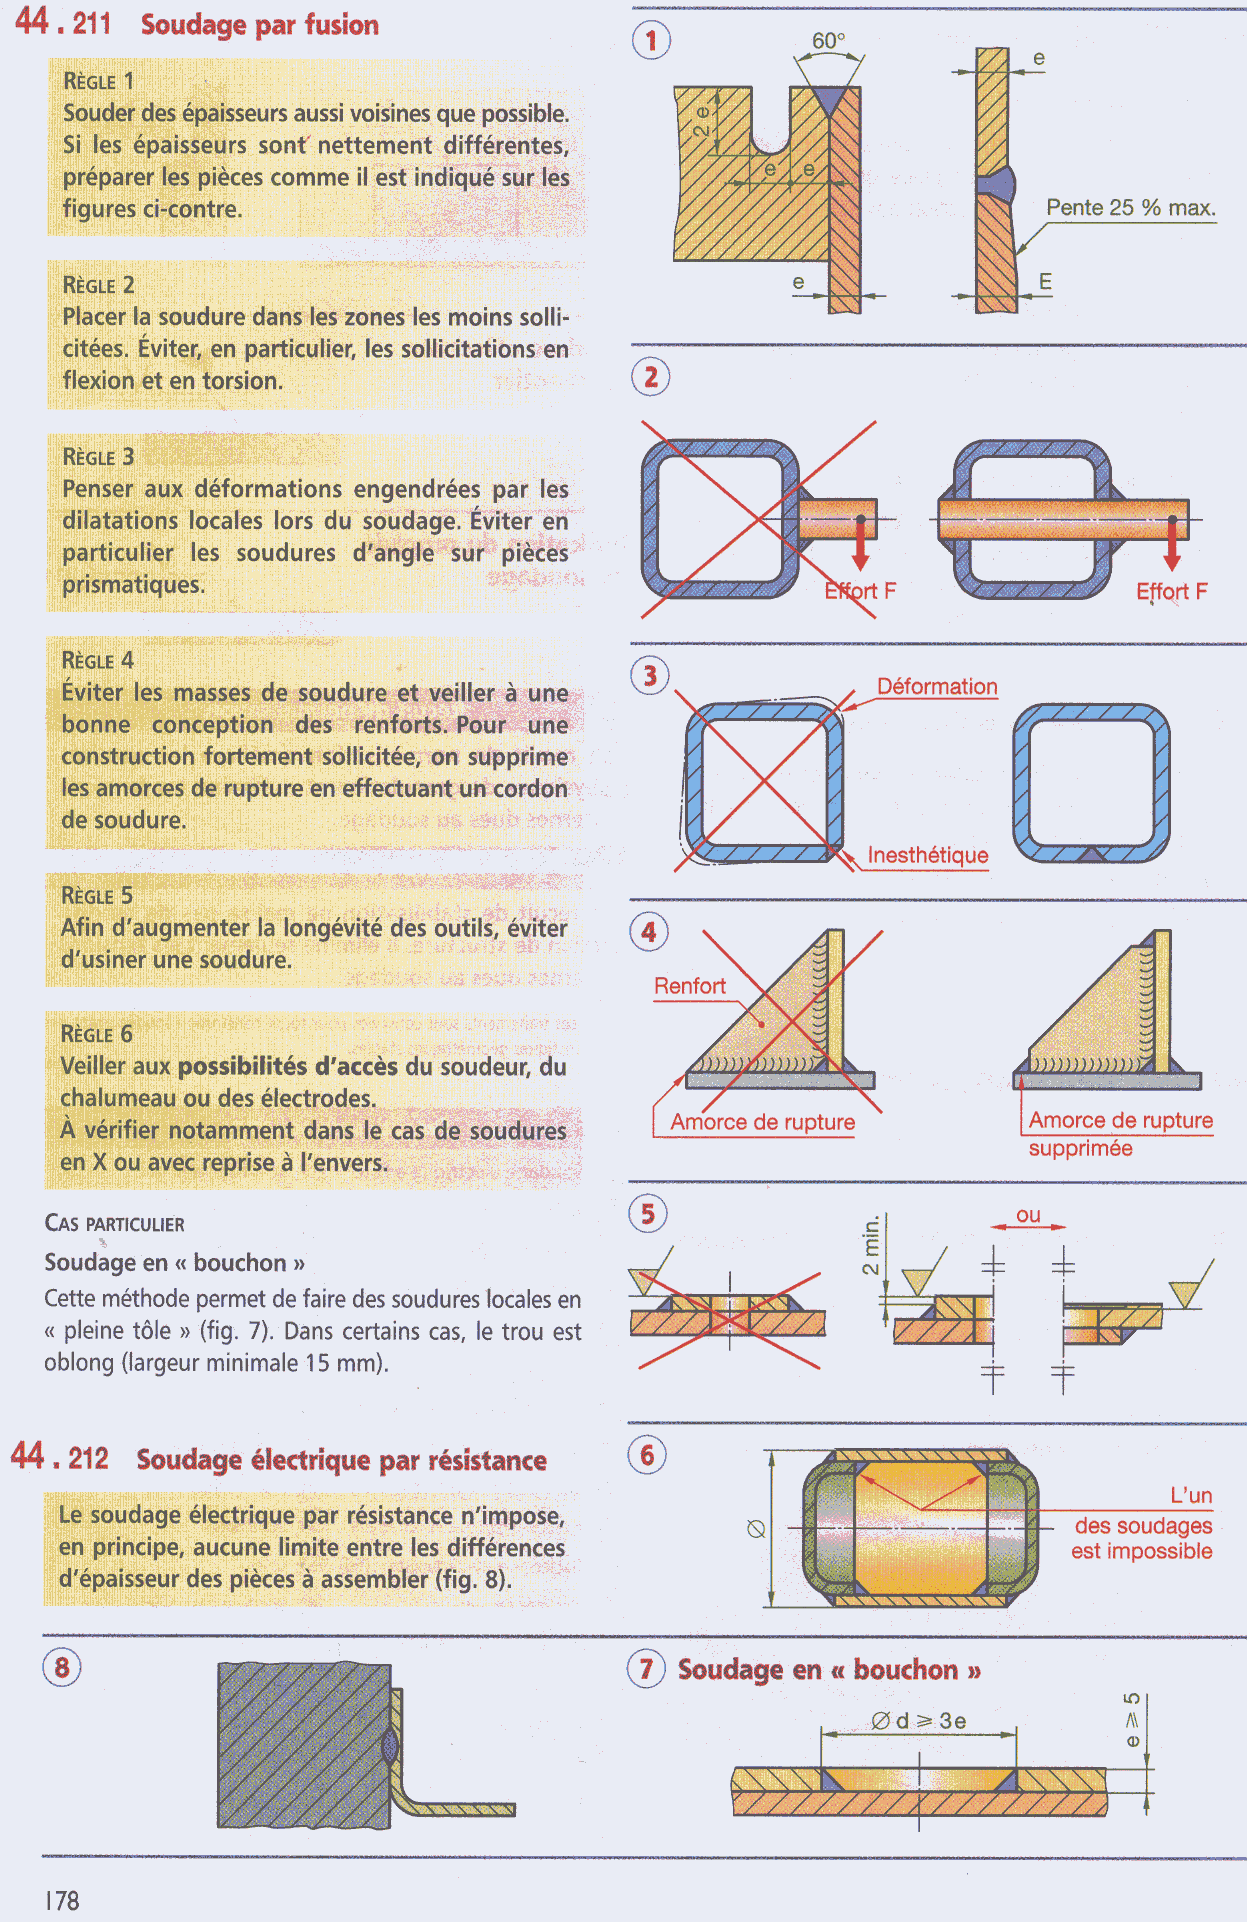 44.211 Soudage par fusion
RÈGLE 1
Souder des épaisseurs aussi voisines que possible.
Si les épaisseurs sont nettement différentes,
préparer les pièces comme il est indiqué sur les
figures ci-contre.
RÈGLE 2
Placer la soudure dans les zones les moins solli-
citées. Éviter, en particulier, les sollicitations en
flexion et en torsion.
RÈGLE 3
Penser aux déformations engendrées par les
dilatations locales lors du soudage. Éviter en
particulier les soudures d'angle sur pièces
prismatiques.
RÈGLE 4
Éviter les masses de soudure et veiller à une
bonne conception des renforts. Pour une
construction fortement sollicitée, on supprime
les amorces de rupture en effectuant un cordon
de soudure.
RÈGLE 5
Afin d'augmenter la longévité des outils, éviter
d'usiner une soudure.
RÈGLE 6
Veiller aux possibilités d'accès du soudeur, du
chalumeau ou des électrodes.
À vérifier notamment dans le cas de soudures
en X ou avec reprise à l'envers.
CAS PARTICULIER
Soudage en « bouchon »
Cette méthode permet de faire des soudures locales en
« pleine tôle » (fig. 7). Dans certains cas, le trou est
oblong (largeur minimale 15 mm).
44.212 Soudage électrique par résistance
Le soudage électrique par résistance n'impose,
en principe, aucune limite entre les différences
d'épaisseur des pièces à assembler (fig. 8).
1
60°
e
2 e
e e
Pente 25 % max.
e
E
2
Effort F
Effort F
3
Déformation
Inesthétique
4
Renfort
Amorce de rupture
Amorce de rupture
supprimée
5
ou
2 min.
6
Ø
L'un
des soudages
est impossible
8
7 Soudage en « bouchon »
Ø d ⩾ 3e
e ⩾ 5
178